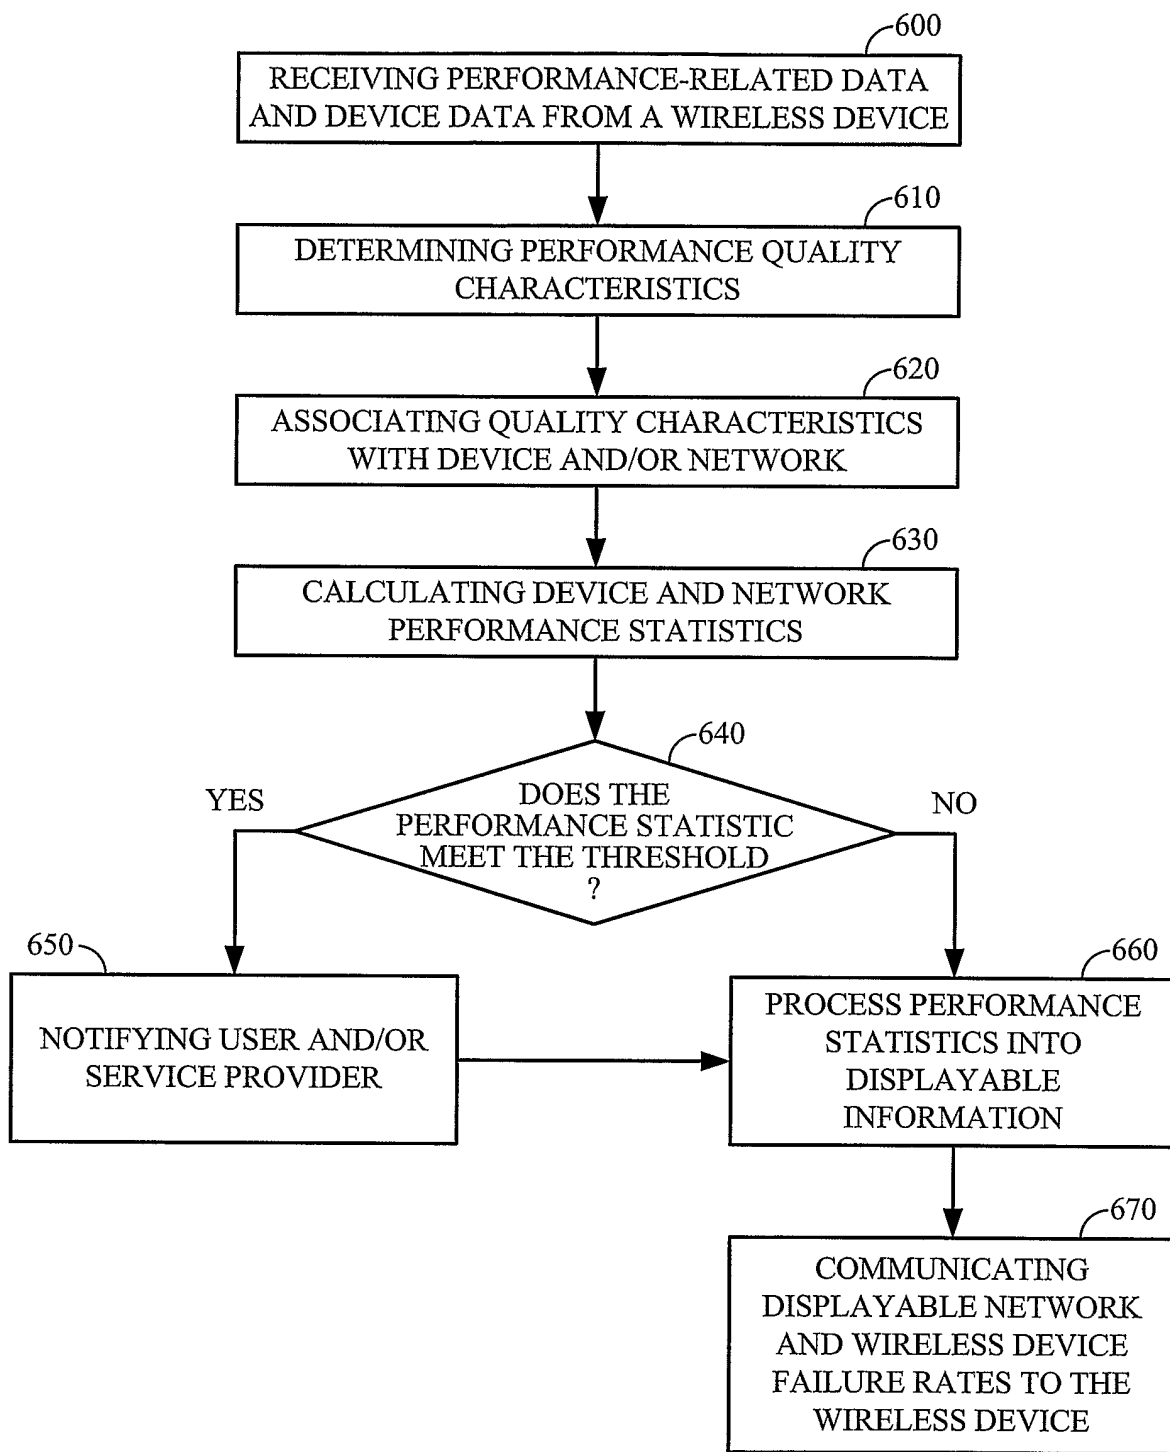 600
RECEIVING PERFORMANCE-RELATED DATA
AND DEVICE DATA FROM A WIRELESS DEVICE
610
DETERMINING PERFORMANCE QUALITY
CHARACTERISTICS
620
ASSOCIATING QUALITY CHARACTERISTICS
WITH DEVICE AND/OR NETWORK
630
CALCULATING DEVICE AND NETWORK
PERFORMANCE STATISTICS
640
DOES THE
PERFORMANCE STATISTIC
MEET THE THRESHOLD
?
YES
NO
650
NOTIFYING USER AND/OR
SERVICE PROVIDER
660
PROCESS PERFORMANCE
STATISTICS INTO
DISPLAYABLE
INFORMATION
670
COMMUNICATING
DISPLAYABLE NETWORK
AND WIRELESS DEVICE
FAILURE RATES TO THE
WIRELESS DEVICE